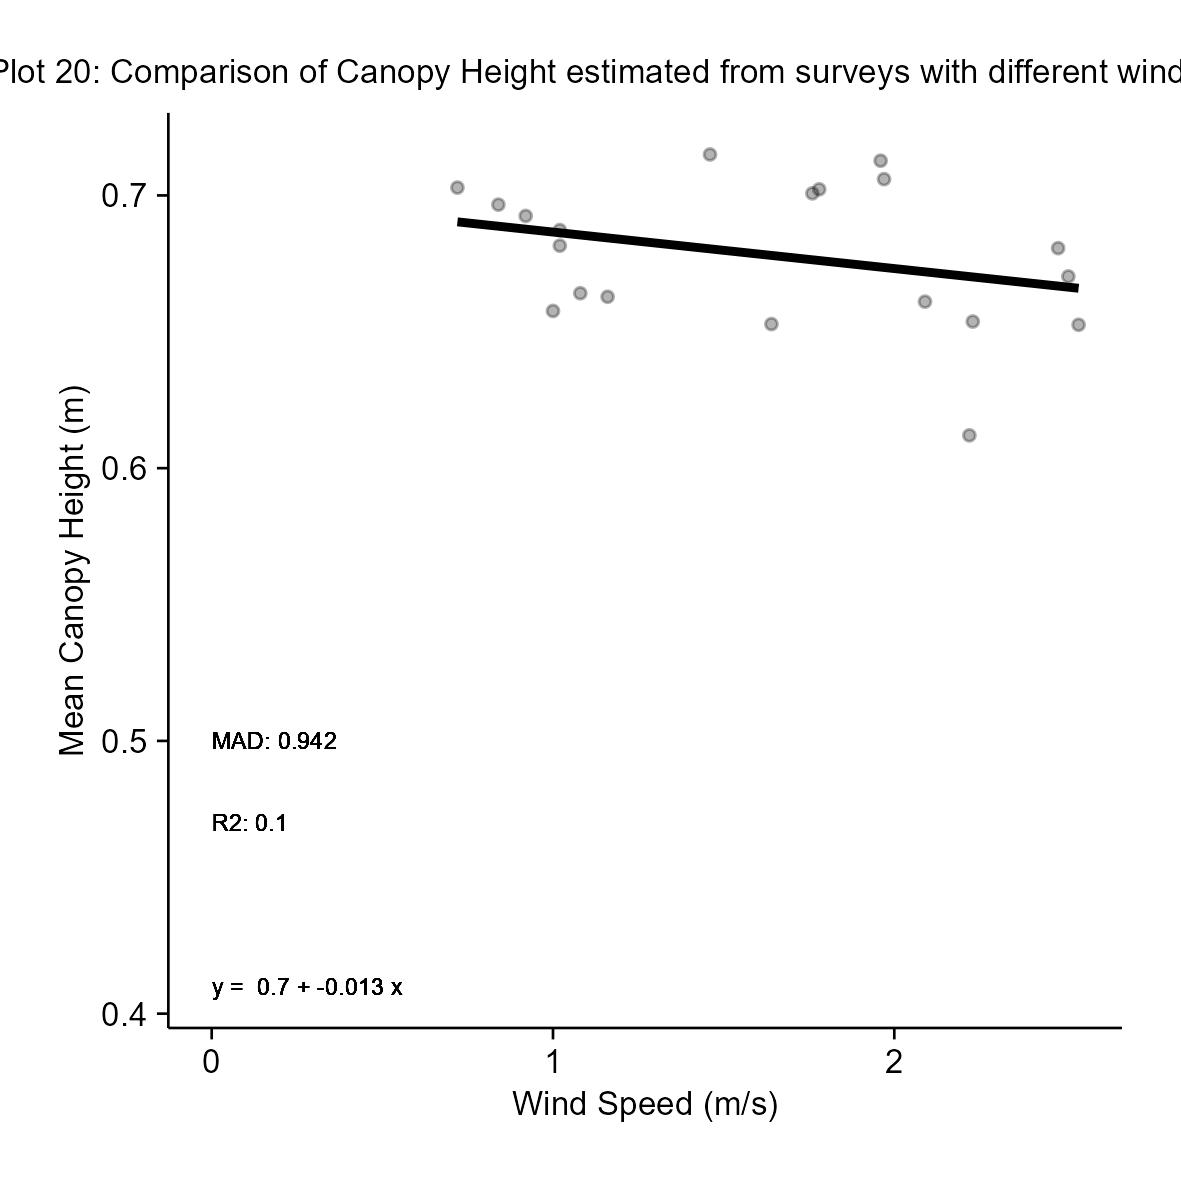 Plot 20: Comparison of Canopy Height estimated from surveys with different wind
0.7
0.6
0.5
0.4
Mean Canopy Height (m)
MAD: 0.942
R2: 0.1
y =  0.7 + -0.013 x
0 1 2
Wind Speed (m/s)